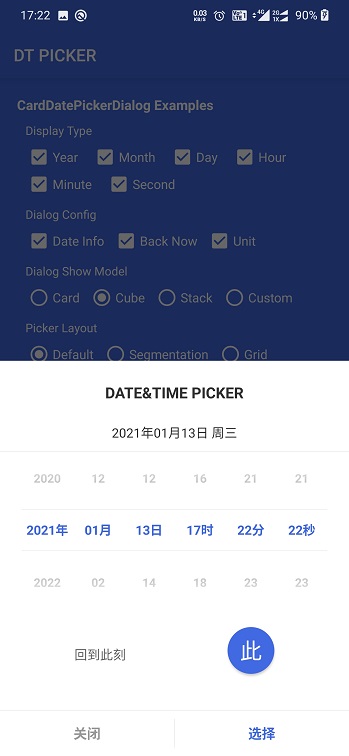 17:22 0.03 KB/S 4G 2G 1X 90%
DT PICKER
CardDatePickerDialog Examples
Display Type
Year Month Day Hour
Minute Second
Dialog Config
Date Info Back Now Unit
Dialog Show Model
Card Cube Stack Custom
Picker Layout
Default Segmentation Grid
DATE&TIME PICKER
2021年01月13日 周三
2020 12 12 16 21 21
2021年 01月 13日 17时 22分 22秒
2022 02 14 18 23 23
回到此刻 此
关闭 选择